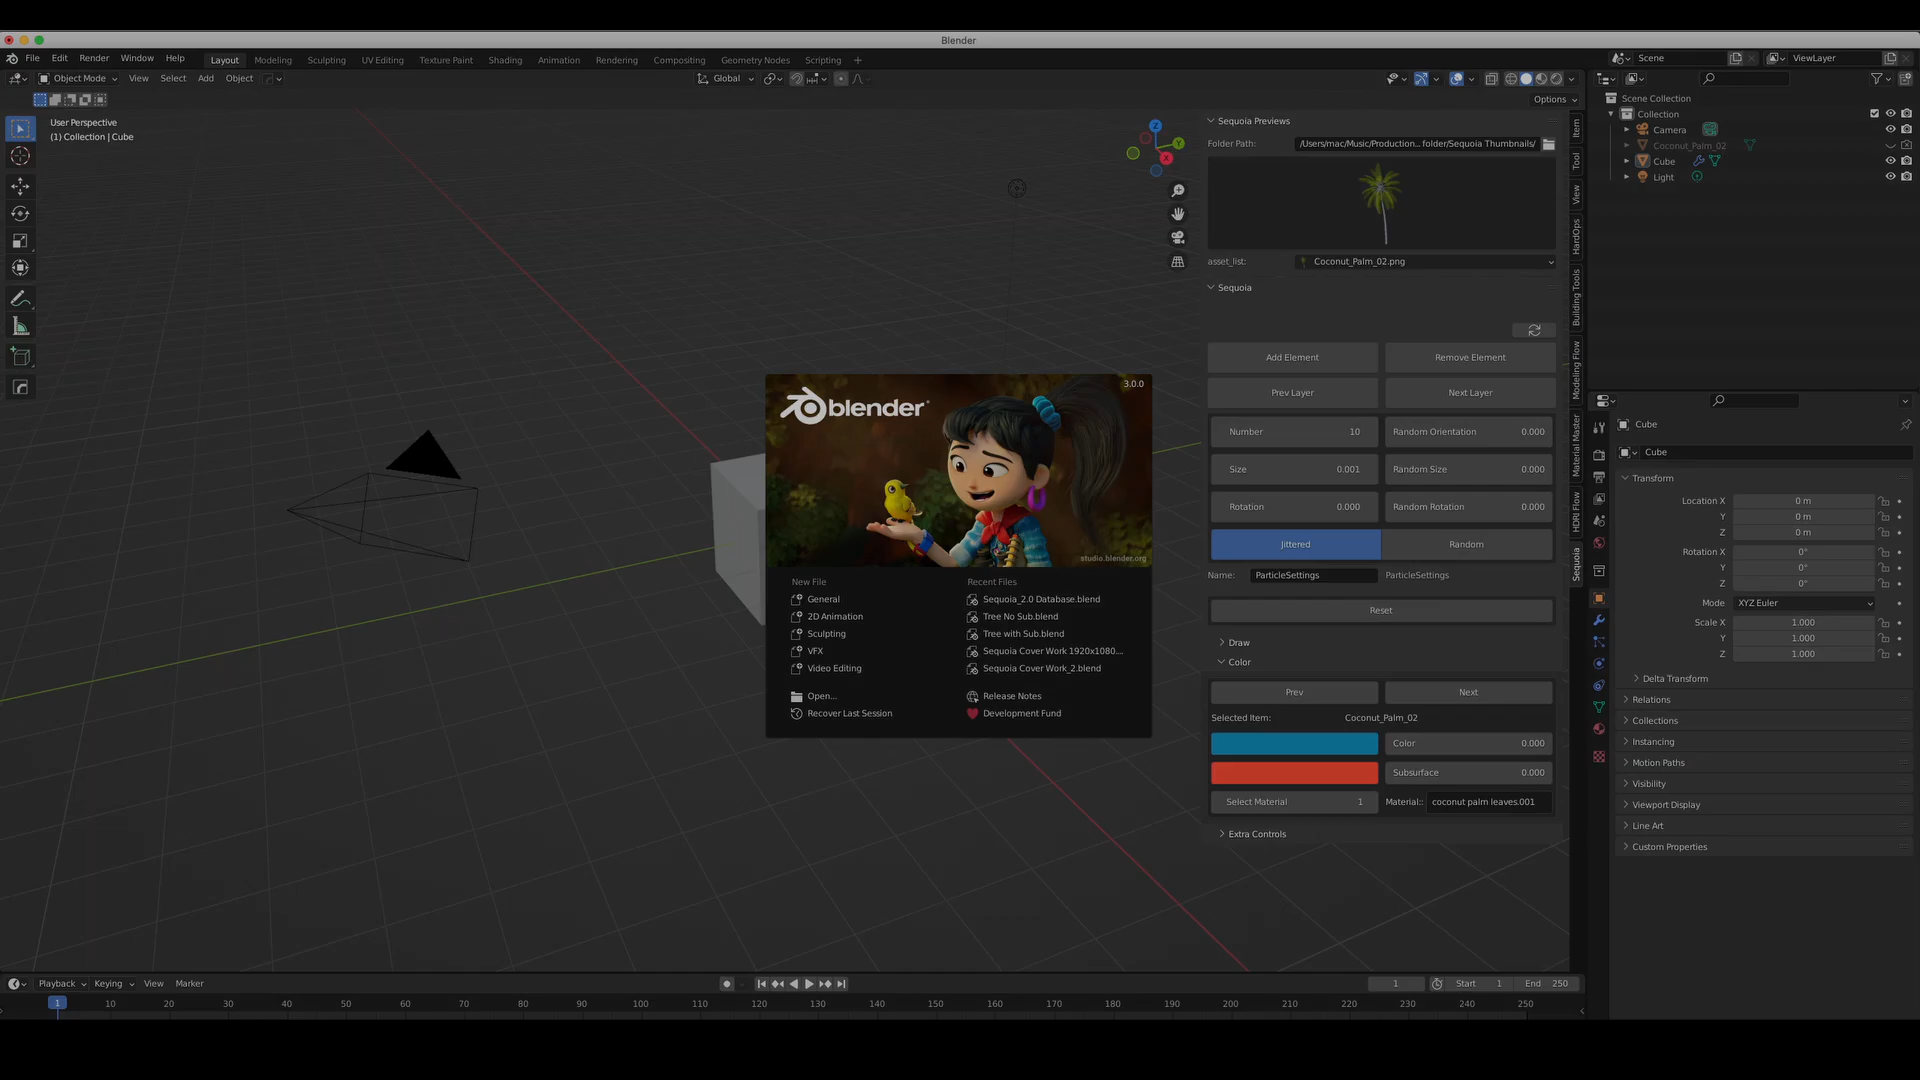 Blender
File Edit Render Window Help
Layout Modeling Sculpting UV Editing Texture Paint Shading Animation Rendering Compositing Geometry Nodes Scripting +
Scene
ViewLayer
Object Mode View Select Add Object
Global
Options
User Perspective
(1) Collection | Cube
Z
Y
X
Sequoia Previews
Folder Path: /Users/mac/Music/Production... folder/Sequoia Thumbnails/
asset_list: Coconut_Palm_02.png
Sequoia
Add Element Remove Element
Prev Layer Next Layer
Number 10 Random Orientation 0.000
Size 0.001 Random Size 0.000
Rotation 0.000 Random Rotation 0.000
Jittered Random
Name: ParticleSettings ParticleSettings
Reset
Draw
Color
Prev Next
Selected Item: Coconut_Palm_02
Color 0.000
Subsurface 0.000
Select Material 1 Material:: coconut palm leaves.001
Extra Controls
Item
Tool
View
HardOps
Building Tools
Modeling Flow
Material Master
HDRI Flow
Sequoia
3.0.0
blender
studio.blender.org
New File
General
2D Animation
Sculpting
VFX
Video Editing
Open...
Recover Last Session
Recent Files
Sequoia_2.0 Database.blend
Tree No Sub.blend
Tree with Sub.blend
Sequoia Cover Work 1920x1080....
Sequoia Cover Work_2.blend
Release Notes
Development Fund
Scene Collection
Collection
Camera
Coconut_Palm_02
Cube
Light
Cube
Cube
Transform
Location X 0 m
Y 0 m
Z 0 m
Rotation X 0°
Y 0°
Z 0°
Mode XYZ Euler
Scale X 1.000
Y 1.000
Z 1.000
Delta Transform
Relations
Collections
Instancing
Motion Paths
Visibility
Viewport Display
Line Art
Custom Properties
Playback Keying View Marker
1 Start 1 End 250
1 10 20 30 40 50 60 70 80 90 100 110 120 130 140 150 160 170 180 190 200 210 220 230 240 250